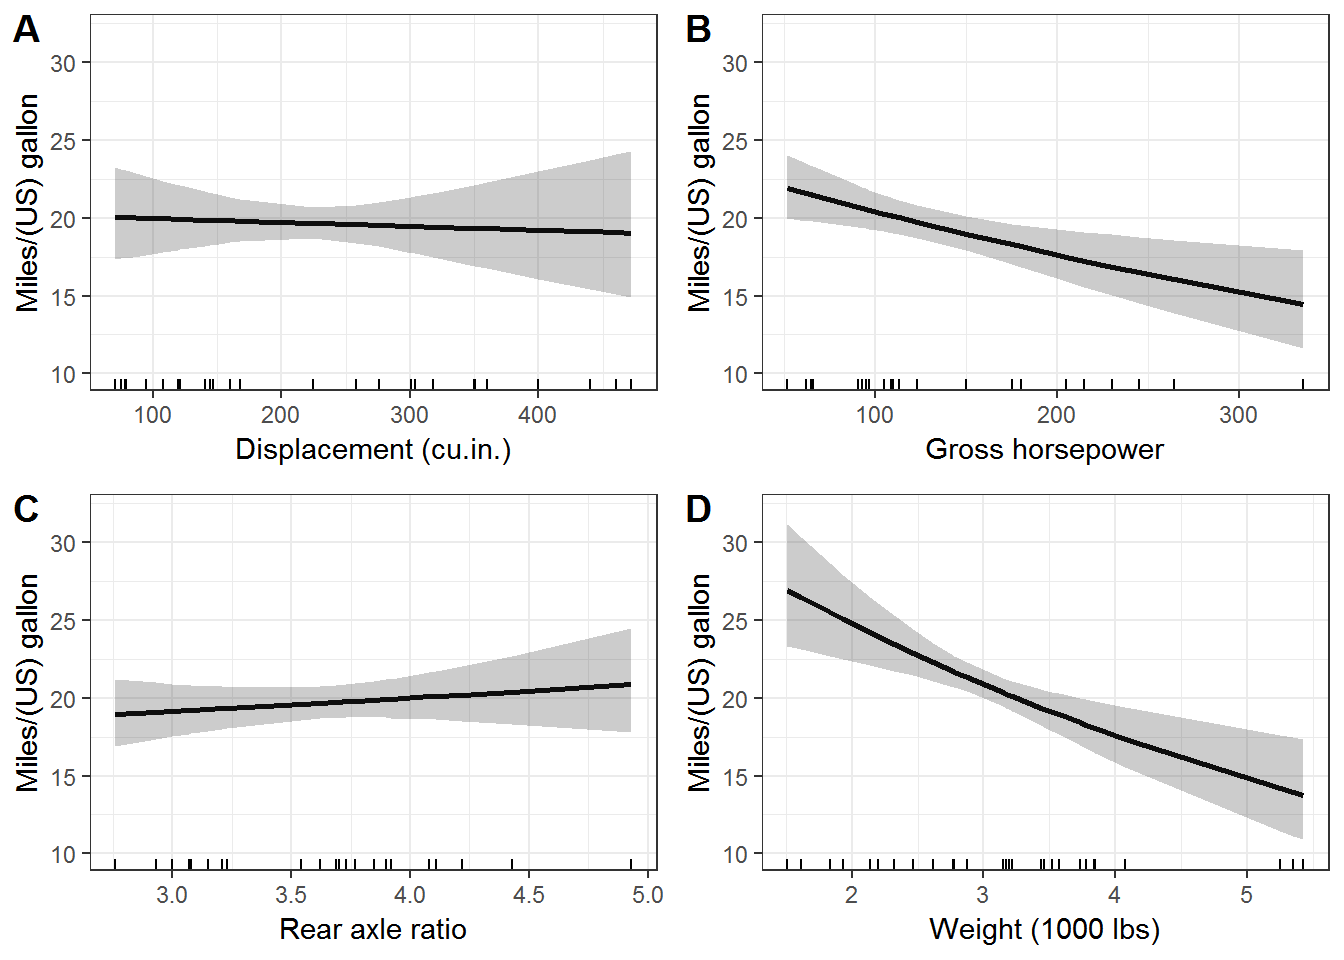 A
Miles/(US) gallon
30
25
20
15
10
100 200 300 400
Displacement (cu.in.)
B
Miles/(US) gallon
30
25
20
15
10
100 200 300
Gross horsepower
C
Miles/(US) gallon
30
25
20
15
10
3.0 3.5 4.0 4.5 5.0
Rear axle ratio
D
Miles/(US) gallon
30
25
20
15
10
2 3 4 5
Weight (1000 lbs)